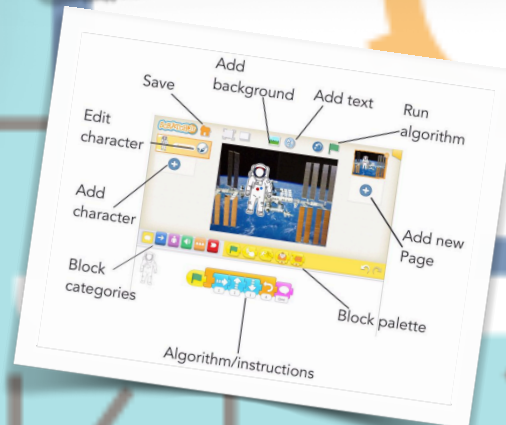 Add
background
Save
Add text
Run
algorithm
Edit
character
Add
character
Add new
Page
Block
categories
Block palette
Algorithm/instructions